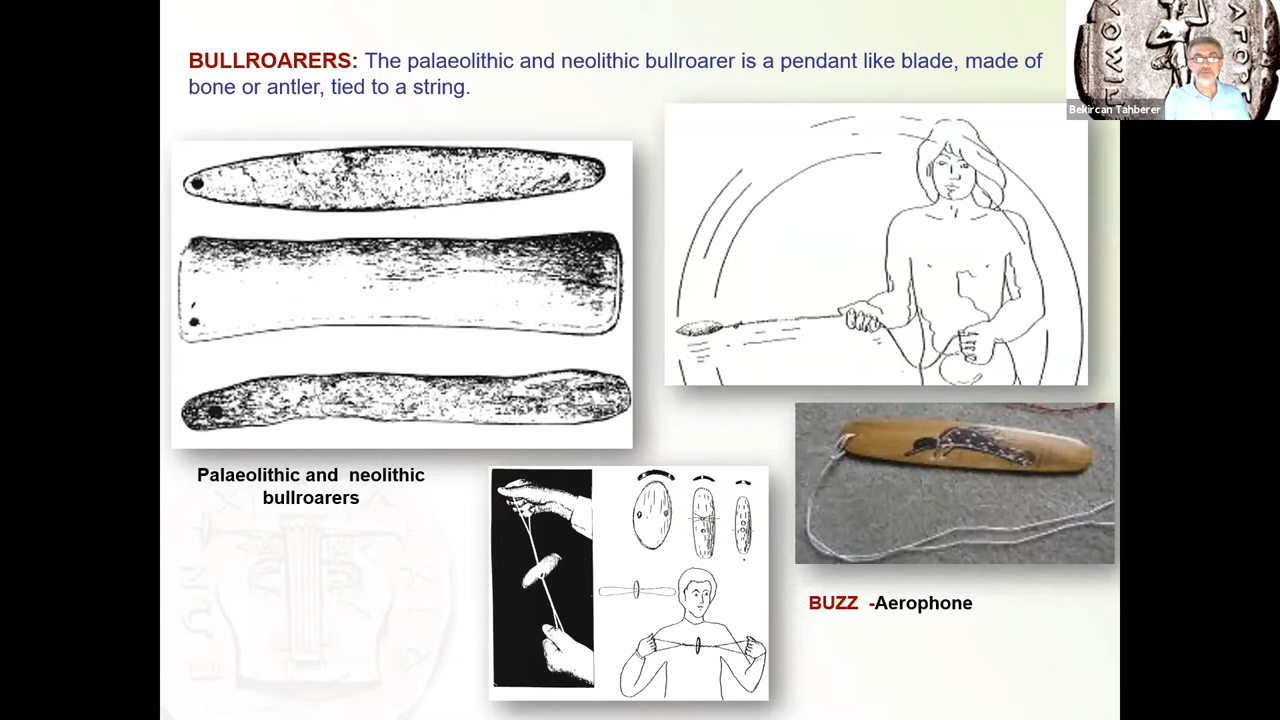 BULLROARERS: The palaeolithic and neolithic bullroarer is a pendant like blade, made of
bone or antler, tied to a string.
Bekircan Tahberer
Palaeolithic and  neolithic
bullroarers
BUZZ  -Aerophone